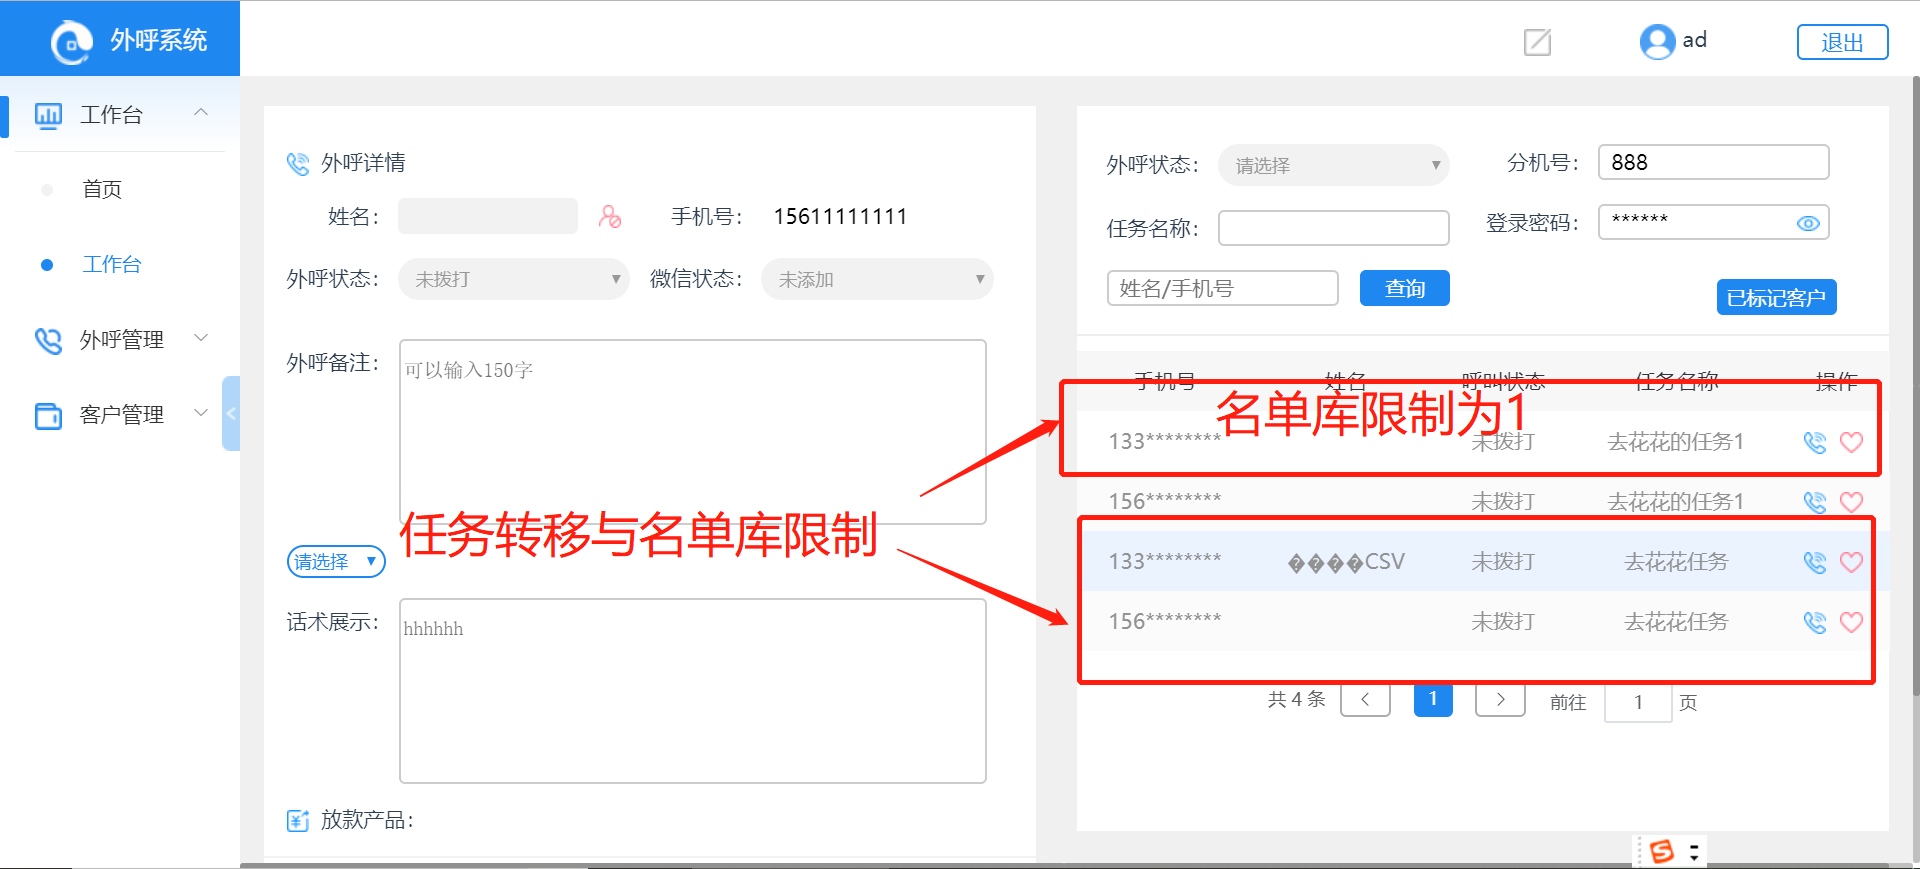 外呼系统
ad
退出
工作台
首页
工作台
外呼管理
客户管理
外呼详情
姓名：
手机号：
15611111111
外呼状态：
未拨打
微信状态：
未添加
外呼备注：
可以输入150字
任务转移与名单库限制
请选择
话术展示：
hhhhhh
放款产品：
外呼状态：
请选择
分机号：
888
任务名称：
登录密码：
******
姓名/手机号
查询
已标记客户
手机号 姓名 呼叫状态 任务名称 操作
名单库限制为1
133******** 未拨打 去花花的任务1
156******** 未拨打 去花花的任务1
133******** ����CSV 未拨打 去花花任务
156******** 未拨打 去花花任务
共 4 条 < 1 > 前往 1 页